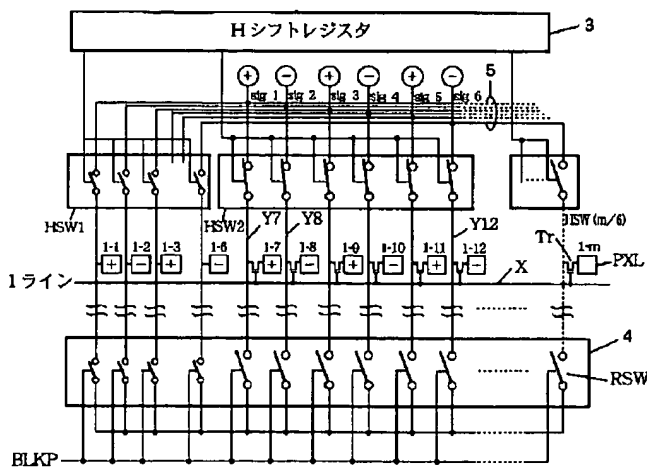 Hシフトレジスタ
3
5
+ − + − + −
sig 1 sig 2 sig 3 sig 4 sig 5 sig 6
HSW1
HSW2
HSW (m/6)
Y7
Y8
Y12
Tr
1-1 1-2 1-3 1-6 1-7 1-8 1-9 1-10 1-11 1-12 1-m
+ − + − + − + − + −
PXL
1ライン
X
4
RSW
BLKP